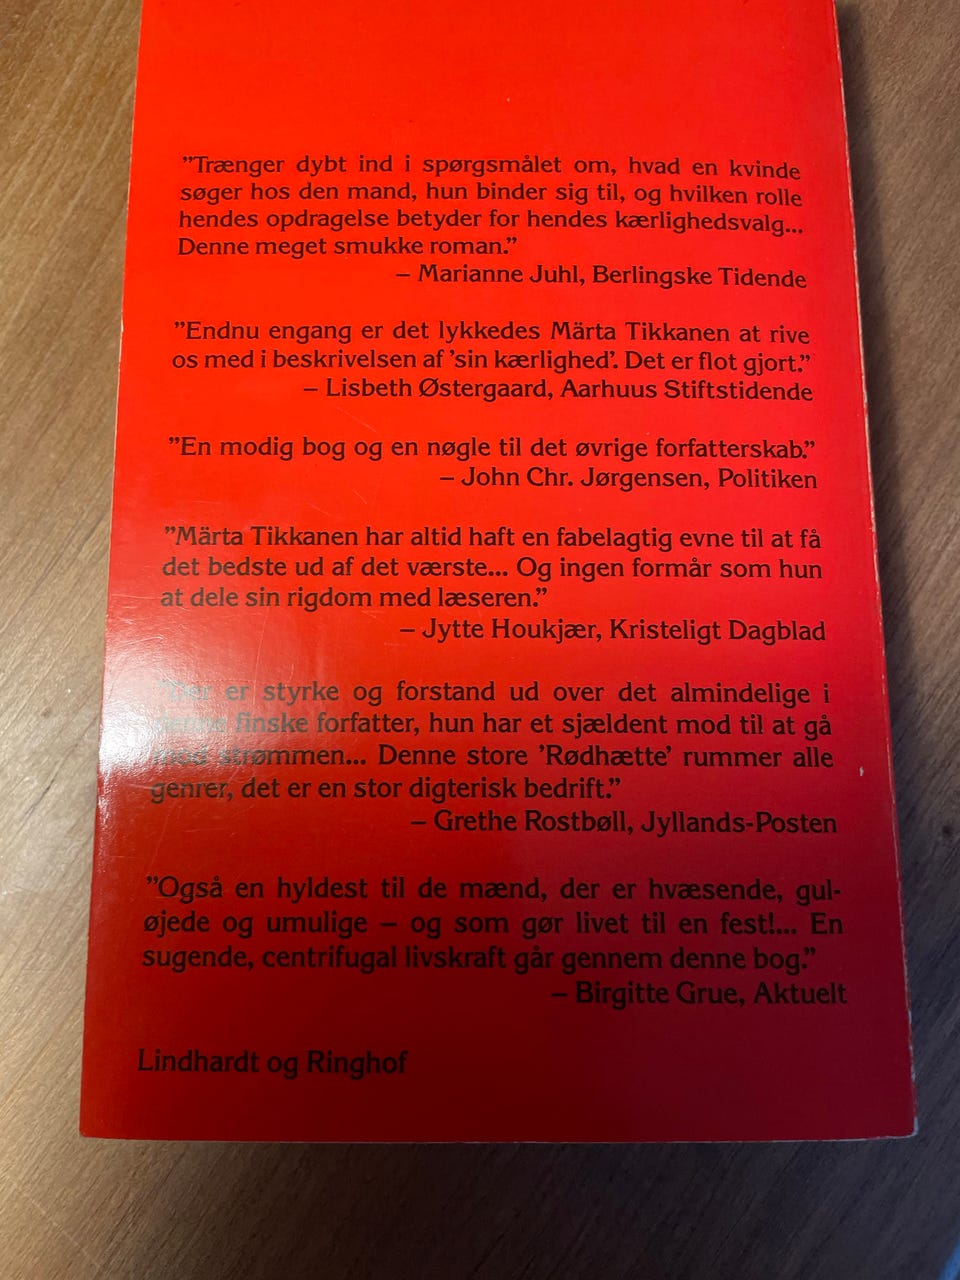 ”Trænger dybt ind i spørgsmålet om, hvad en kvinde
søger hos den mand, hun binder sig til, og hvilken rolle
hendes opdragelse betyder for hendes kærlighedsvalg...
Denne meget smukke roman.”
– Marianne Juhl, Berlingske Tidende
”Endnu engang er det lykkedes Märta Tikkanen at rive
os med i beskrivelsen af ’sin kærlighed’. Det er flot gjort.”
– Lisbeth Østergaard, Aarhuus Stiftstidende
”En modig bog og en nøgle til det øvrige forfatterskab.”
– John Chr. Jørgensen, Politiken
”Märta Tikkanen har altid haft en fabelagtig evne til at få
det bedste ud af det værste... Og ingen formår som hun
at dele sin rigdom med læseren.”
– Jytte Houkjær, Kristeligt Dagblad
”Der er styrke og forstand ud over det almindelige i
denne finske forfatter, hun har et sjældent mod til at gå
mod strømmen... Denne store ’Rødhætte’ rummer alle
genrer, det er en stor digterisk bedrift.”
– Grethe Rostbøll, Jyllands-Posten
”Også en hyldest til de mænd, der er hvæsende, gul-
øjede og umulige – og som gør livet til en fest!... En
sugende, centrifugal livskraft går gennem denne bog.”
– Birgitte Grue, Aktuelt
Lindhardt og Ringhof